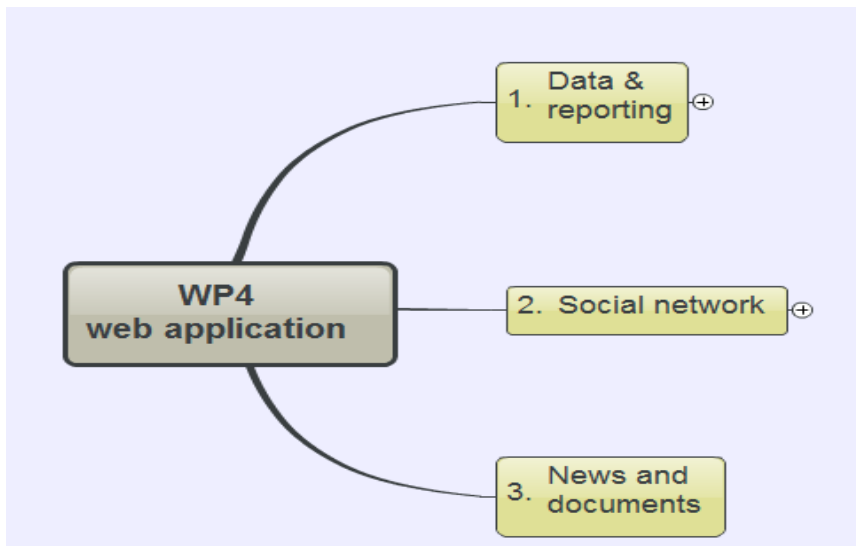 1. Data &
reporting
WP4
web application
2. Social network
3. News and
documents